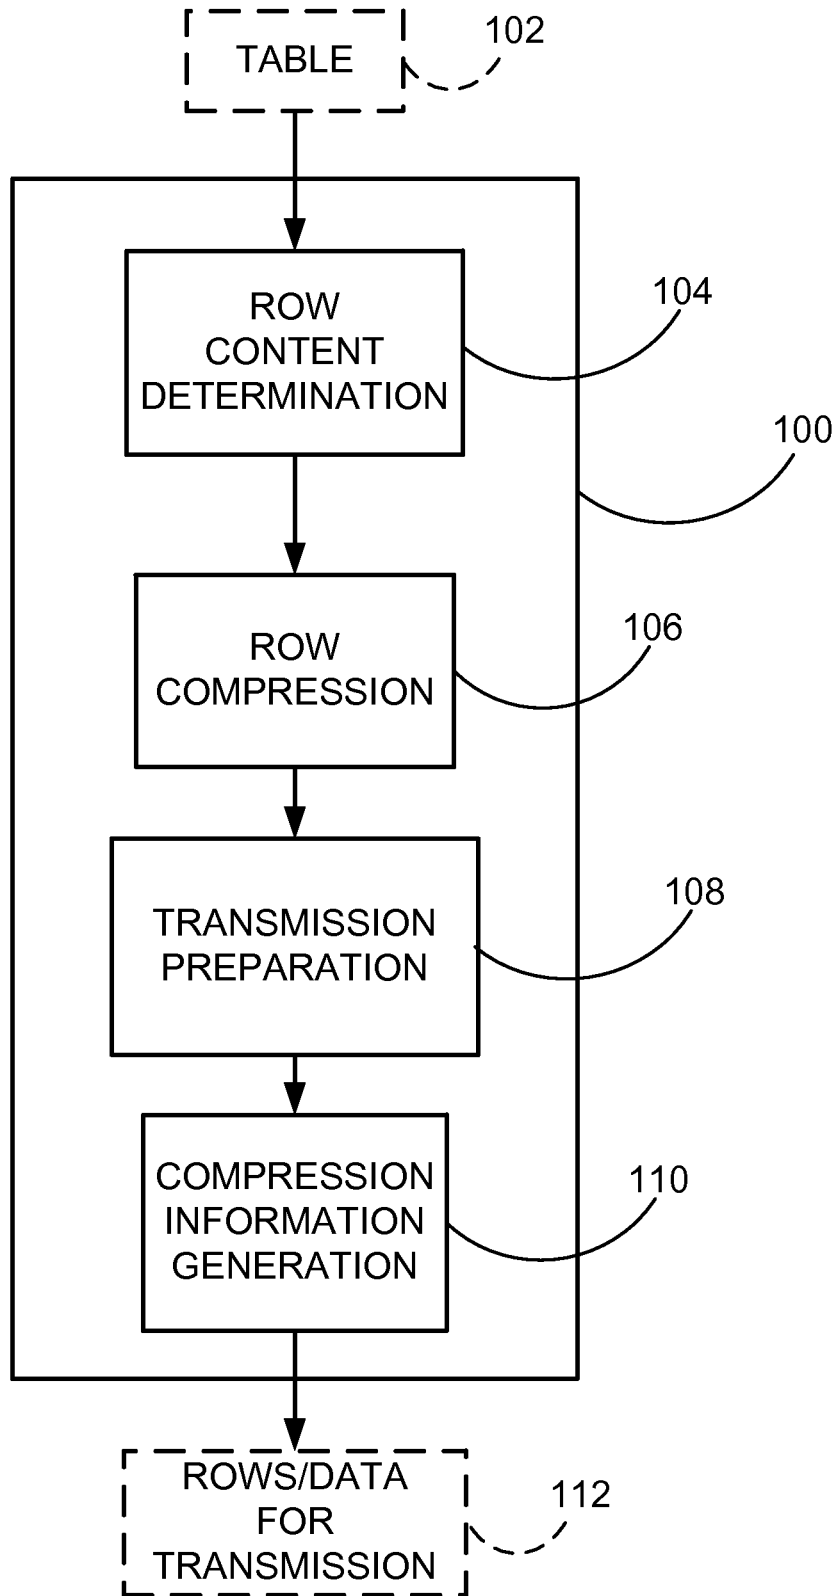 TABLE
102
ROW
CONTENT
DETERMINATION
104
100
ROW
COMPRESSION
106
TRANSMISSION
PREPARATION
108
COMPRESSION
INFORMATION
GENERATION
110
ROWS/DATA
FOR
TRANSMISSION
112